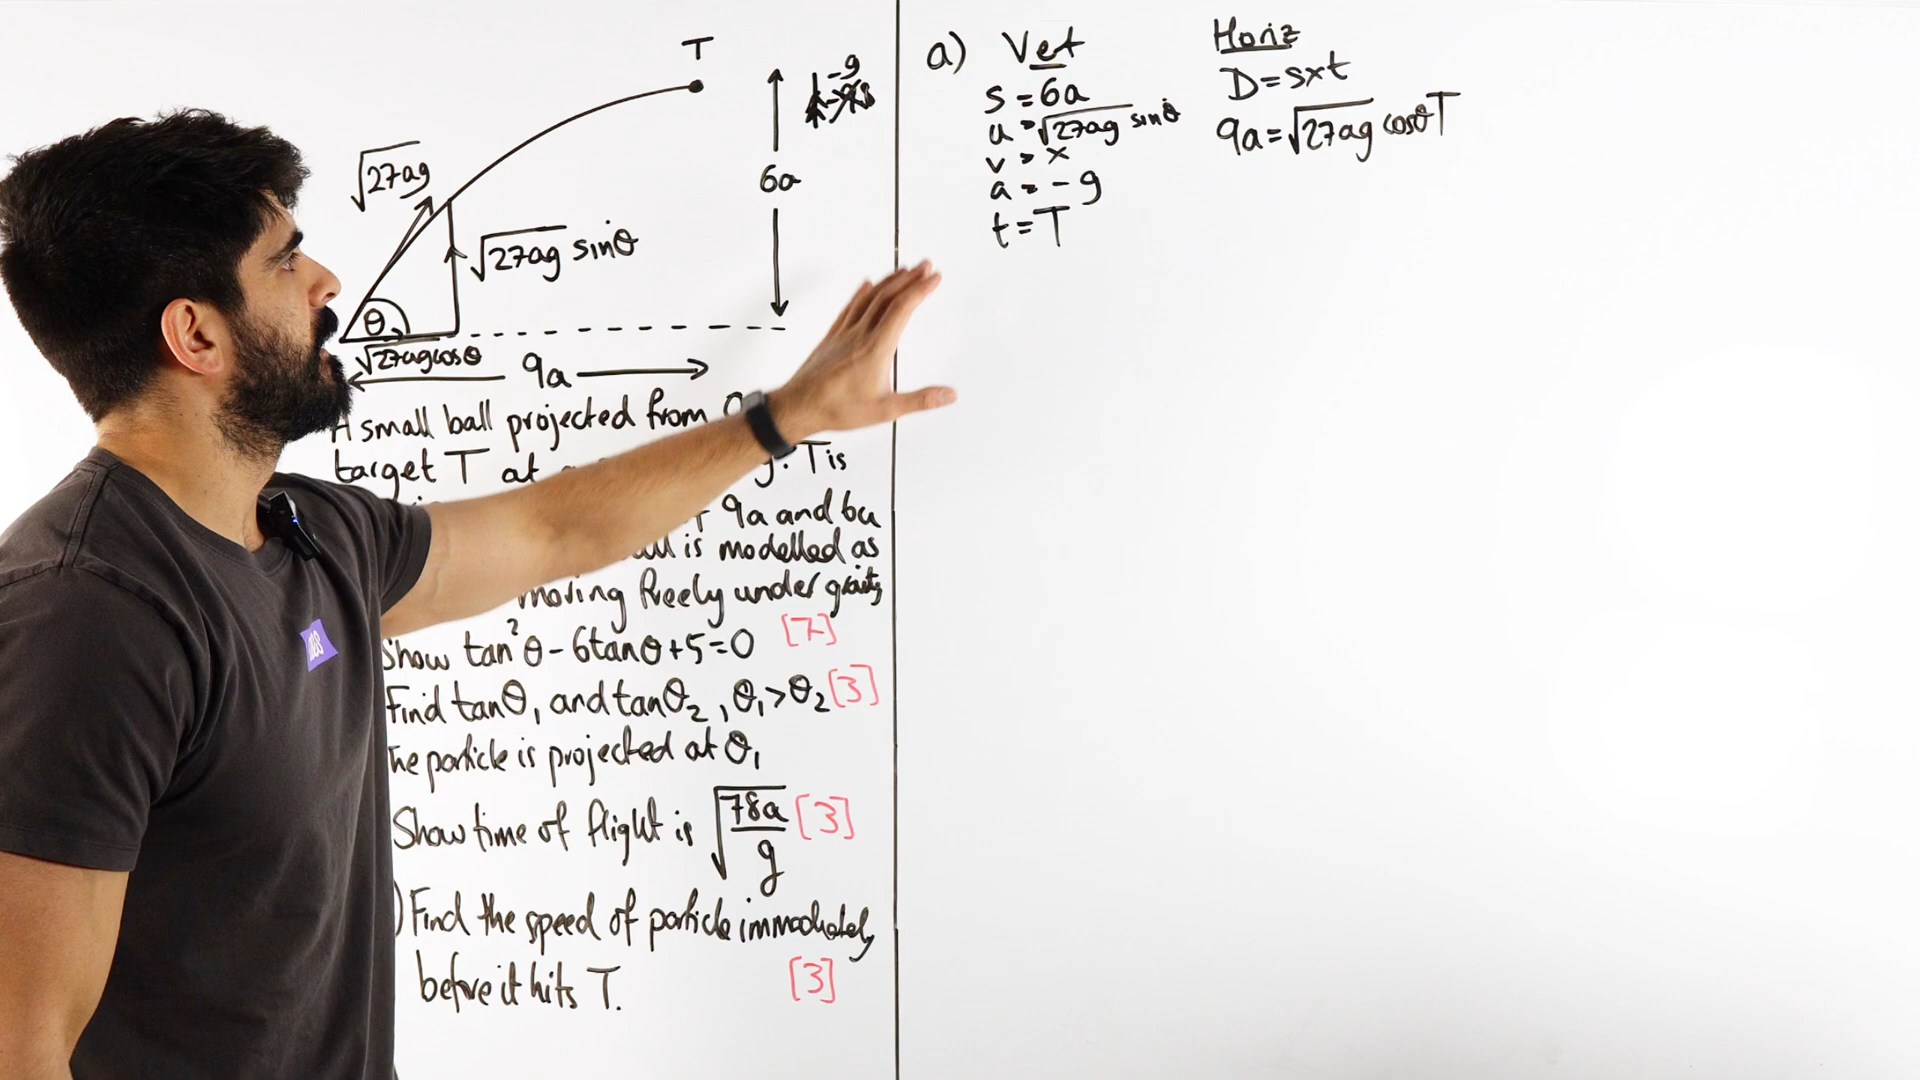 T
-g
√27ag
6a
√27ag sinθ
θ
√27ag cosθ
9a
A small ball projected from
target T at T is
9a and 6a
is modelled as
moving freely under gravity
Show tan²θ - 6tanθ + 5 = 0 [7]
Find tanθ₁ and tanθ₂, θ₁ > θ₂ [3]
The particle is projected at θ₁
Show time of flight is √(78a/g) [3]
) Find the speed of particle immediately
before it hits T. [3]
a) Vet
s = 6a
u = √27ag sinθ
v = x
a = -g
t = T
Horiz
D = s x t
9a = √27ag cosθT